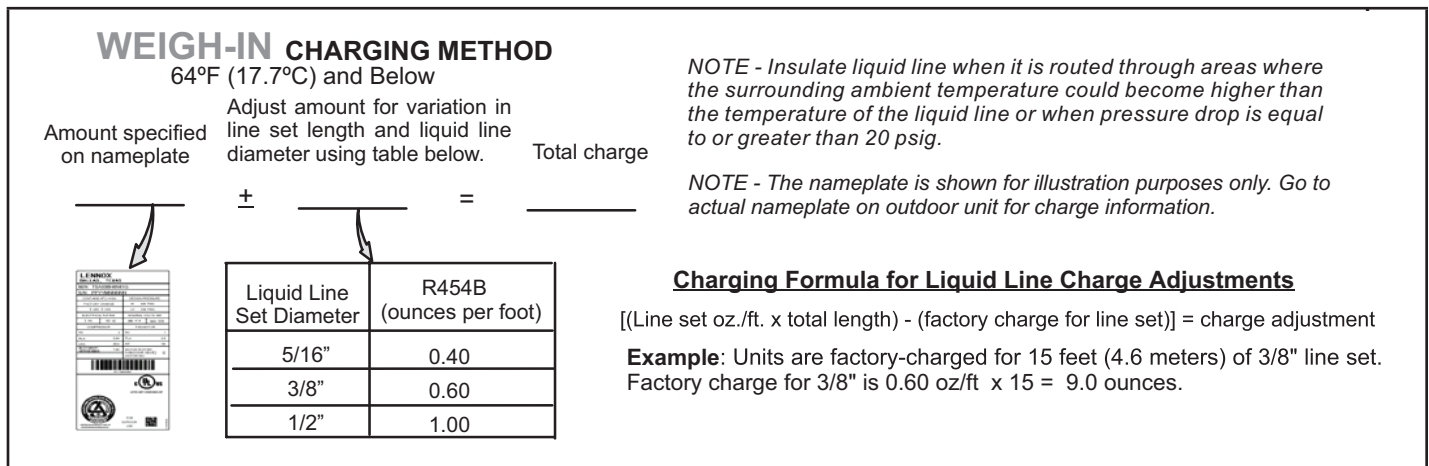 WEIGH-IN CHARGING METHOD
64ºF (17.7ºC) and Below
Amount specified
on nameplate
Adjust amount for variation in
line set length and liquid line
diameter using table below.
Total charge
+
=
LENNOX
Liquid Line
Set Diameter
R454B
(ounces per foot)
5/16”
0.40
3/8”
0.60
1/2”
1.00
NOTE - Insulate liquid line when it is routed through areas where
the surrounding ambient temperature could become higher than
the temperature of the liquid line or when pressure drop is equal
to or greater than 20 psig.
NOTE - The nameplate is shown for illustration purposes only. Go to
actual nameplate on outdoor unit for charge information.
Charging Formula for Liquid Line Charge Adjustments
[(Line set oz./ft. x total length) - (factory charge for line set)] = charge adjustment
Example: Units are factory-charged for 15 feet (4.6 meters) of 3/8" line set.
Factory charge for 3/8" is 0.60 oz/ft x 15 = 9.0 ounces.